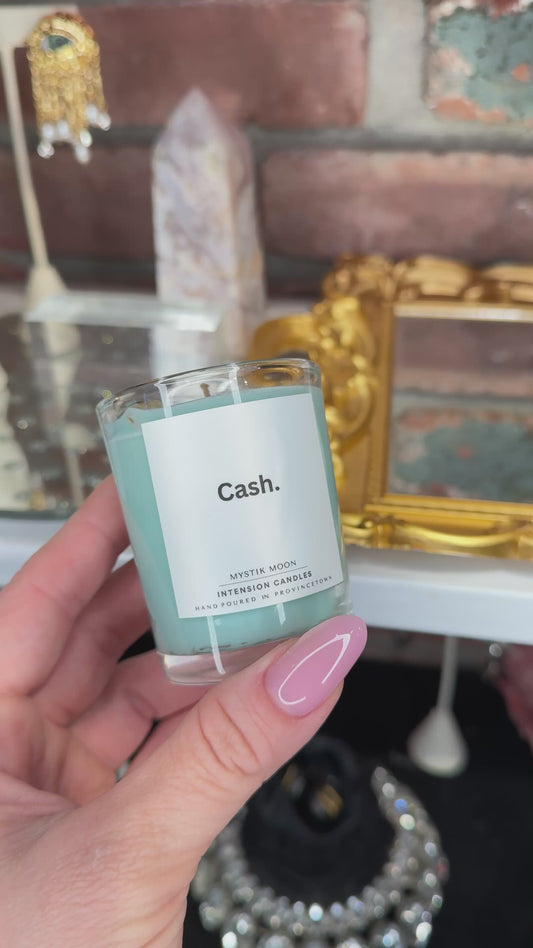 Cash.
MYSTIK MOON
INTENSION CANDLES
HAND POURED IN PROVINCETOWN